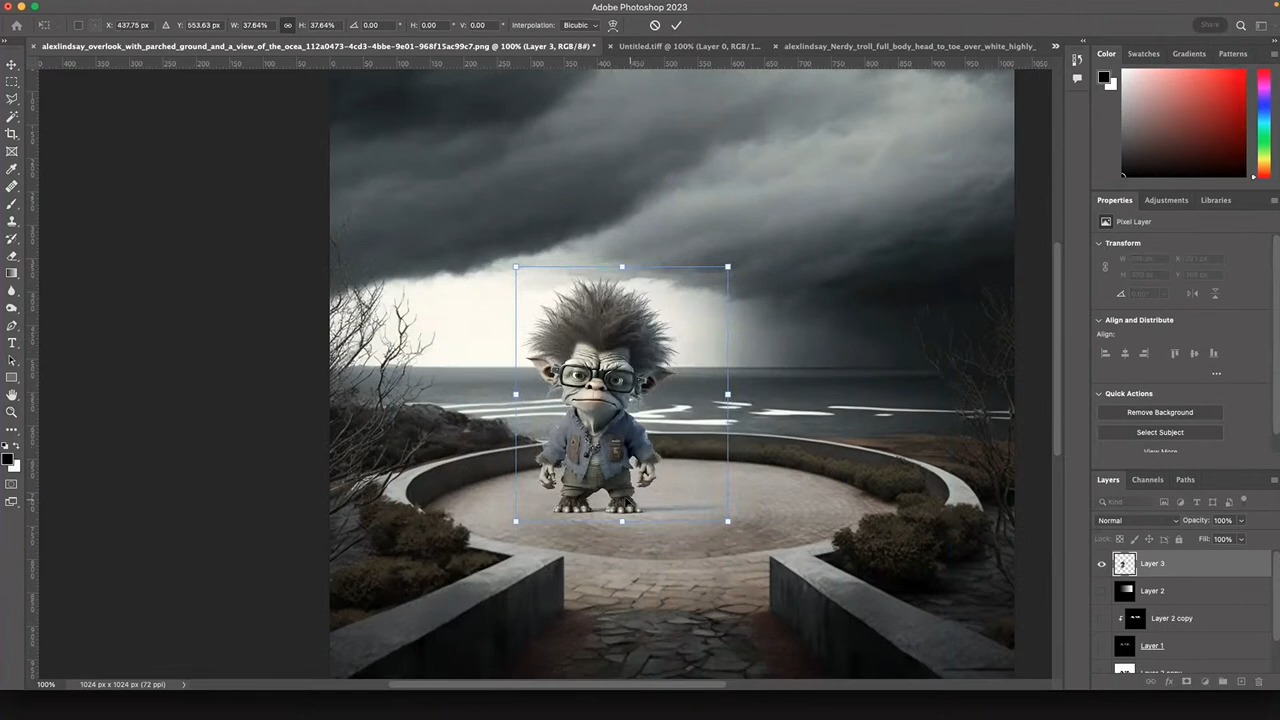 Adobe Photoshop 2023
X: 437.75 px Y: 553.63 px W: 37.64% H: 37.64% 0.00 ° H: 0.00 ° V: 0.00 ° Interpolation: Bicubic Share
× alexlindsay_overlook_with_parched_ground_and_a_view_of_the_ocea_112a0473-4cd3-4bbe-9e01-968f15ac99c7.png @ 100% (Layer 3, RGB/8#) * × Untitled.tiff @ 100% (Layer 0, RGB/1... × alexlindsay_Nerdy_troll_full_body_head_to_toe_over_white_highly_
Color Swatches Gradients Patterns
Properties Adjustments Libraries
Pixel Layer
Transform
Align and Distribute
Align:
Quick Actions
Remove Background
Select Subject
View More
Layers Channels Paths
Kind
Normal Opacity: 100%
Lock: Fill: 100%
Layer 3
Layer 2
Layer 2 copy
Layer 1
100% 1024 px x 1024 px (72 ppi)